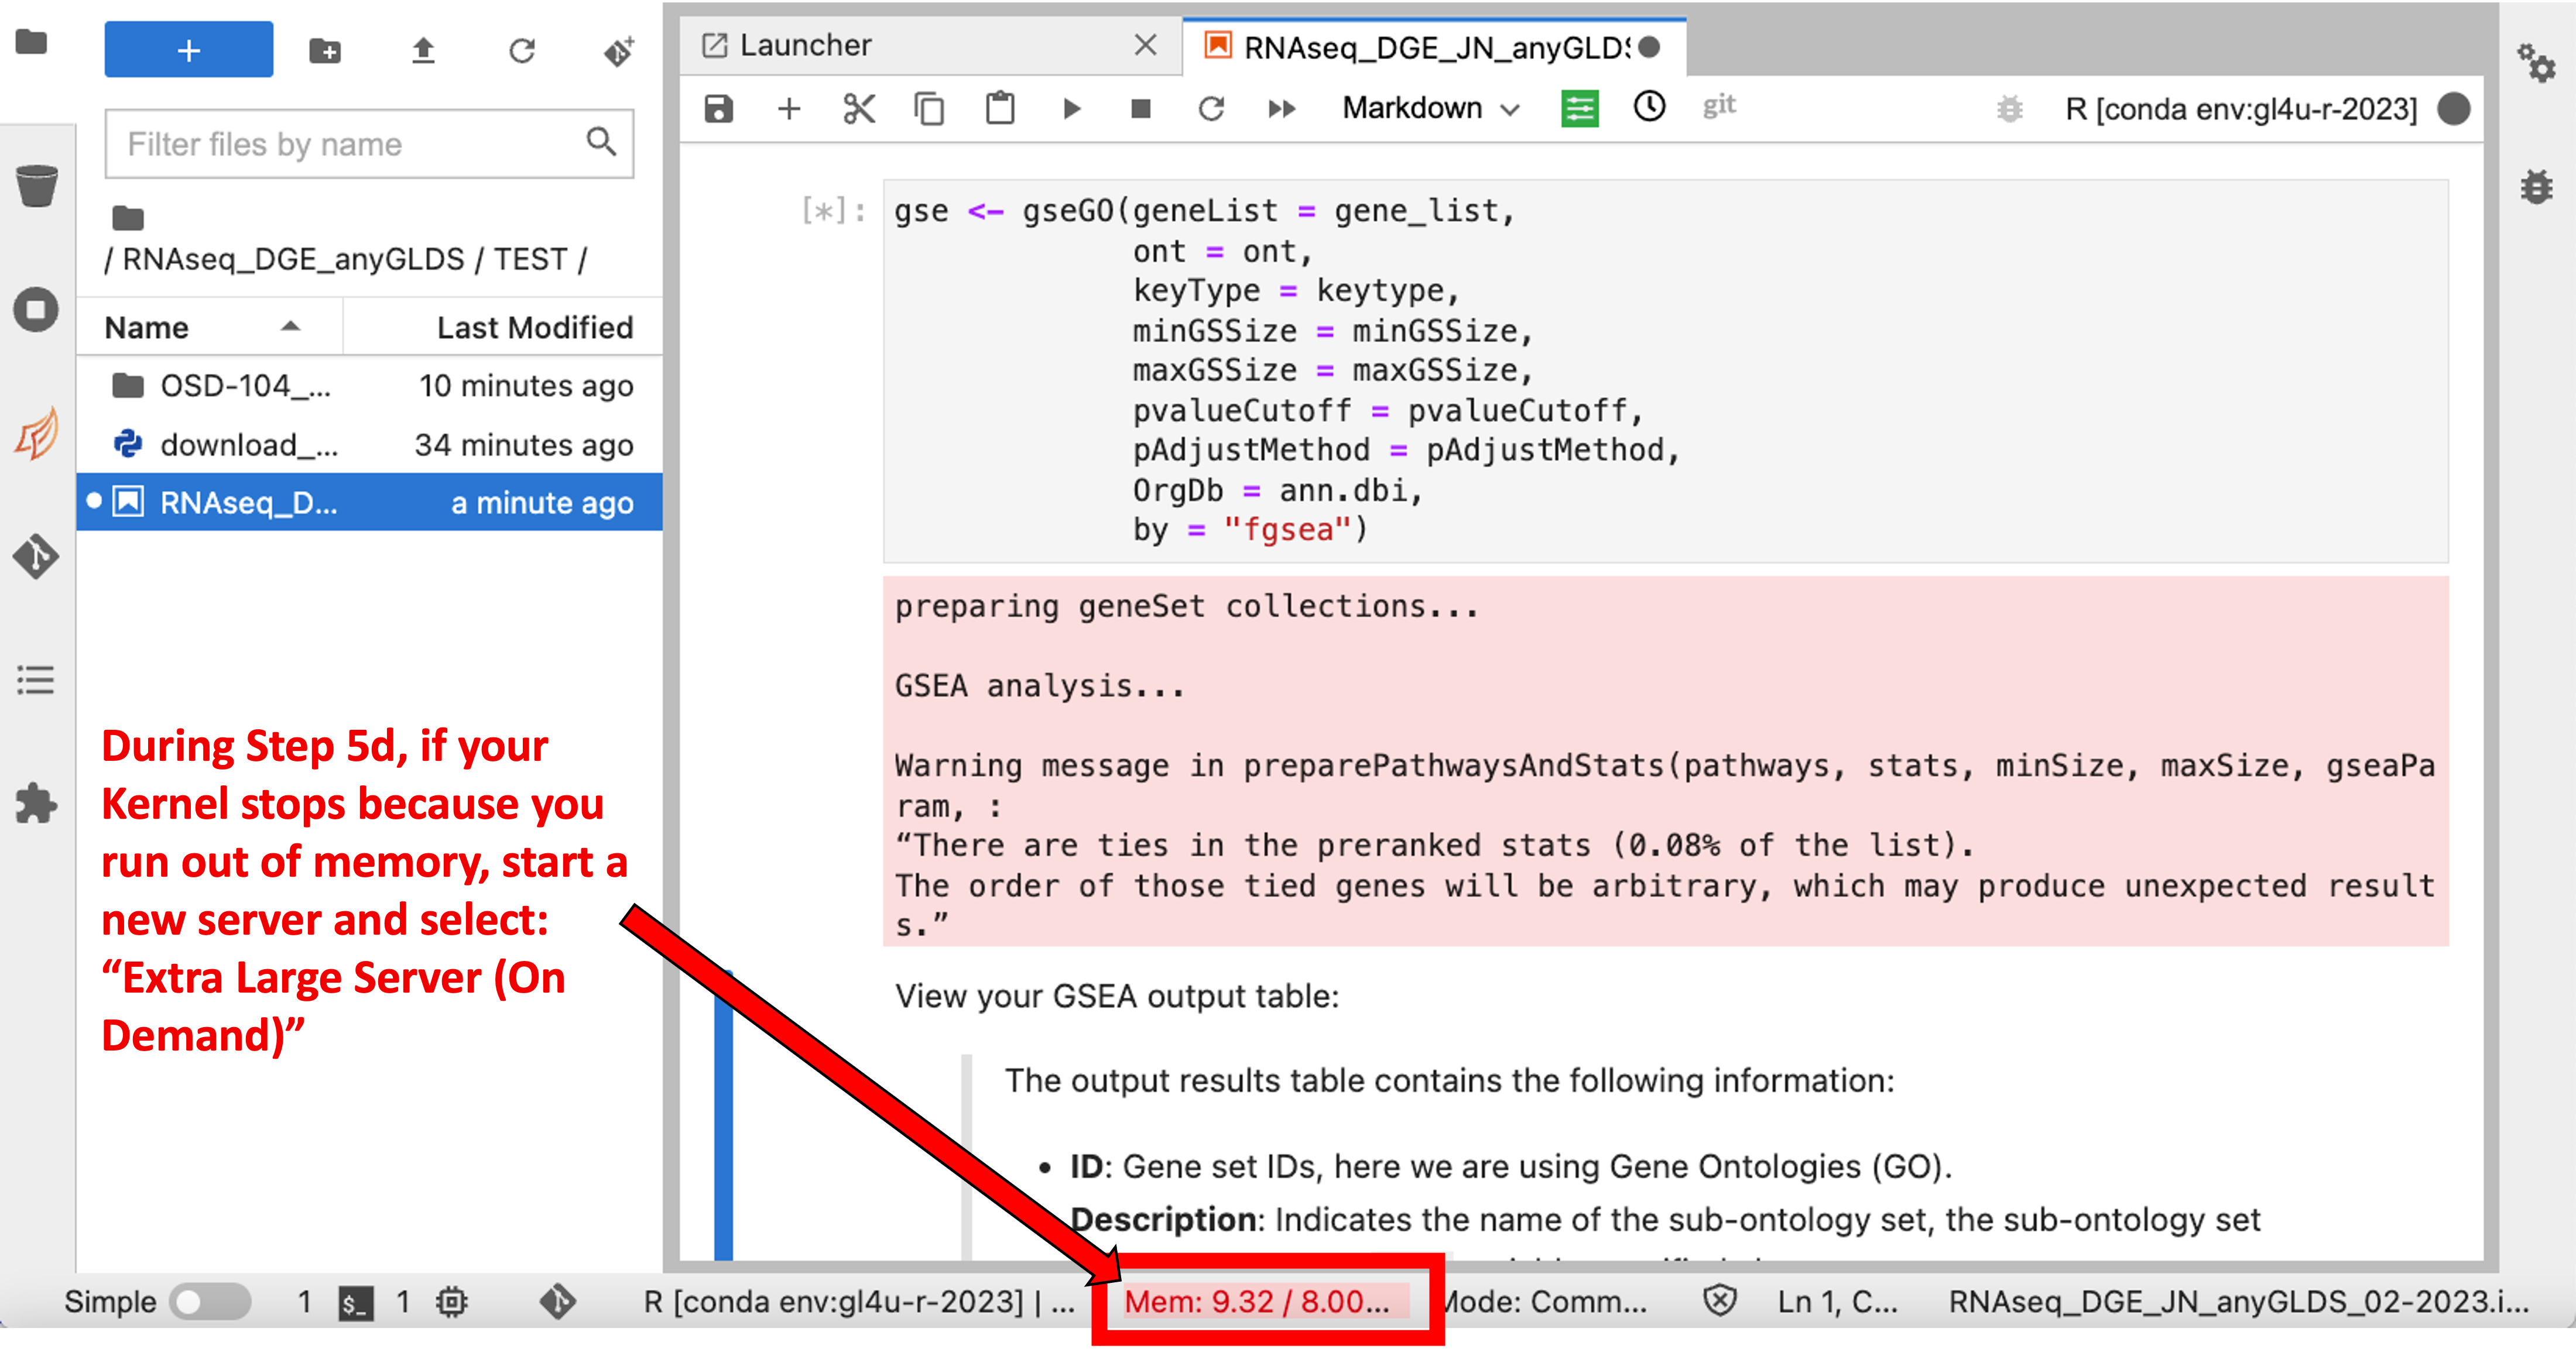 Launcher
RNAseq_DGE_JN_anyGLDS
Filter files by name
/ RNAseq_DGE_anyGLDS / TEST /
Name Last Modified
OSD-104_... 10 minutes ago
download_... 34 minutes ago
RNAseq_D... a minute ago
During Step 5d, if your
Kernel stops because you
run out of memory, start a
new server and select:
“Extra Large Server (On
Demand)”
Markdown git R [conda env:gl4u-r-2023]
[*]: gse <- gseGO(geneList = gene_list,
ont = ont,
keyType = keytype,
minGSSize = minGSSize,
maxGSSize = maxGSSize,
pvalueCutoff = pvalueCutoff,
pAdjustMethod = pAdjustMethod,
OrgDb = ann.dbi,
by = "fgsea")
preparing geneSet collections...
GSEA analysis...
Warning message in preparePathwaysAndStats(pathways, stats, minSize, maxSize, gseaPa
ram, :
“There are ties in the preranked stats (0.08% of the list).
The order of those tied genes will be arbitrary, which may produce unexpected result
s.”
View your GSEA output table:
The output results table contains the following information:
• ID: Gene set IDs, here we are using Gene Ontologies (GO).
Description: Indicates the name of the sub-ontology set, the sub-ontology set
Simple 1 $_ 1 R [conda env:gl4u-r-2023] | ... Mem: 9.32 / 8.00... Mode: Comm... Ln 1, C... RNAseq_DGE_JN_anyGLDS_02-2023.i...